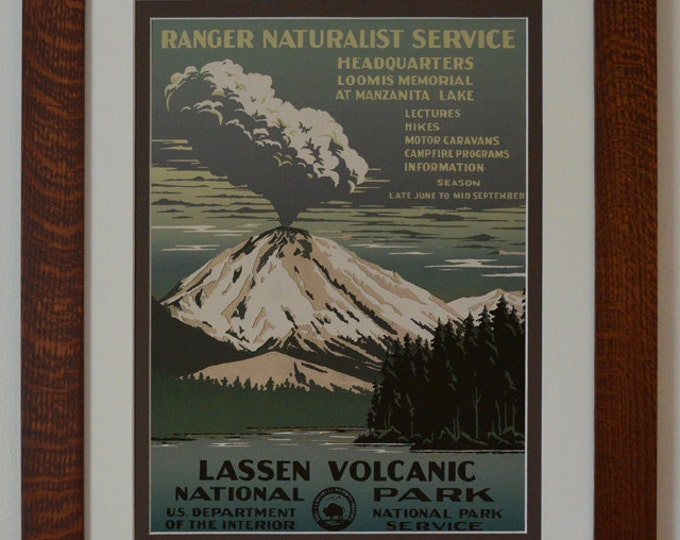 RANGER NATURALIST SERVICE
HEADQUARTERS
LOOMIS MEMORIAL
AT MANZANITA LAKE
LECTURES
HIKES
MOTOR CARAVANS
CAMPFIRE PROGRAMS
INFORMATION
SEASON
LATE JUNE TO MID SEPTEMBER
LASSEN VOLCANIC
NATIONAL PARK
U.S. DEPARTMENT
OF THE INTERIOR
NATIONAL PARK
SERVICE